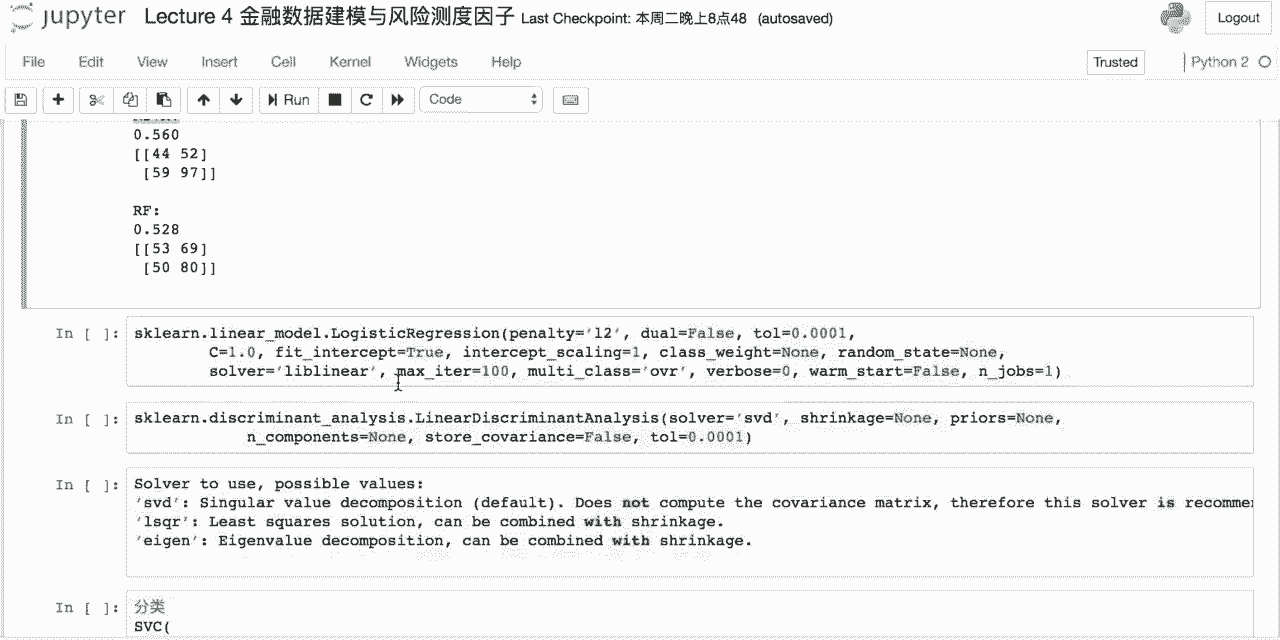 jupyter Lecture 4 金融数据建模与风险测度因子 Last Checkpoint: 本周二晚上8点48 (autosaved)
Logout
File Edit View Insert Cell Kernel Widgets Help
Trusted
Python 2
Run
Code
0.560
[[44 52]
[59 97]]
RF:
0.528
[[53 69]
[50 80]]
In [ ]: sklearn.linear_model.LogisticRegression(penalty='l2', dual=False, tol=0.0001,
C=1.0, fit_intercept=True, intercept_scaling=1, class_weight=None, random_state=None,
solver='liblinear', max_iter=100, multi_class='ovr', verbose=0, warm_start=False, n_jobs=1)
In [ ]: sklearn.discriminant_analysis.LinearDiscriminantAnalysis(solver='svd', shrinkage=None, priors=None,
n_components=None, store_covariance=False, tol=0.0001)
In [ ]: Solver to use, possible values:
'svd': Singular value decomposition (default). Does not compute the covariance matrix, therefore this solver is recommen
'lsqr': Least squares solution, can be combined with shrinkage.
'eigen': Eigenvalue decomposition, can be combined with shrinkage.
In [ ]: 分类
SVC(